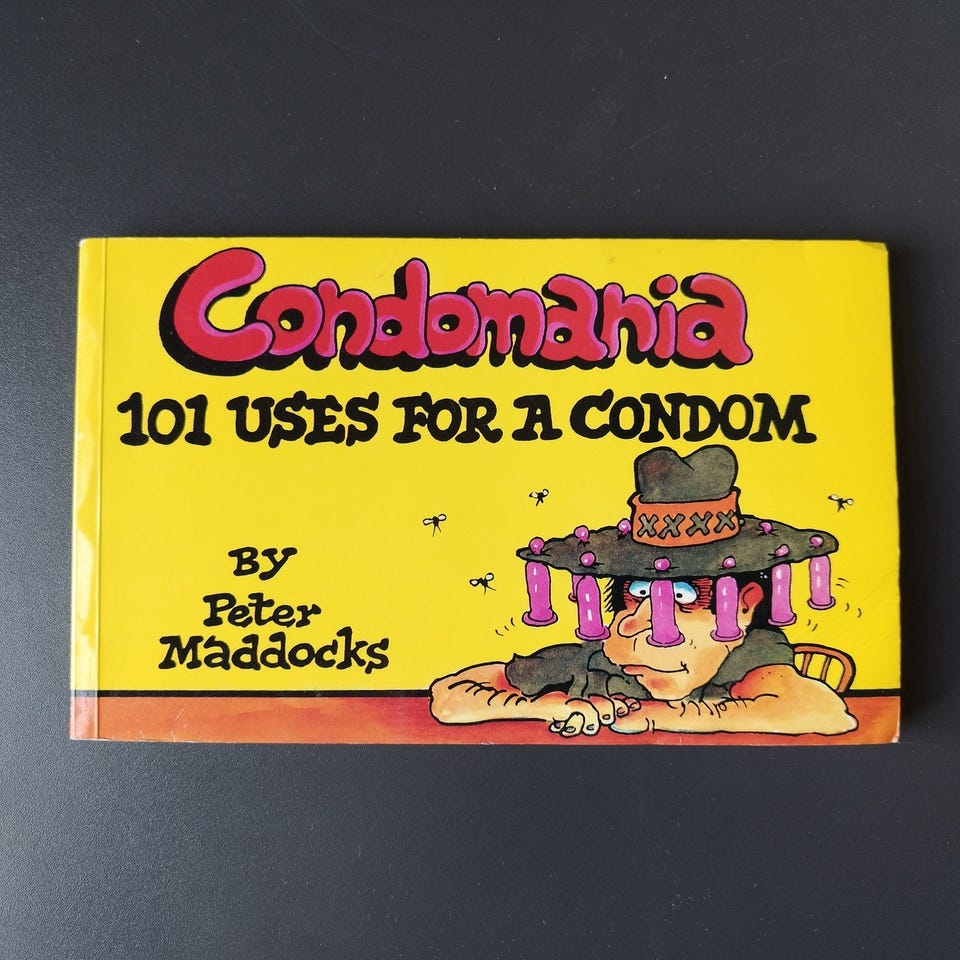 Condomania
101 USES FOR A CONDOM
BY
Peter
Maddocks
XXXX